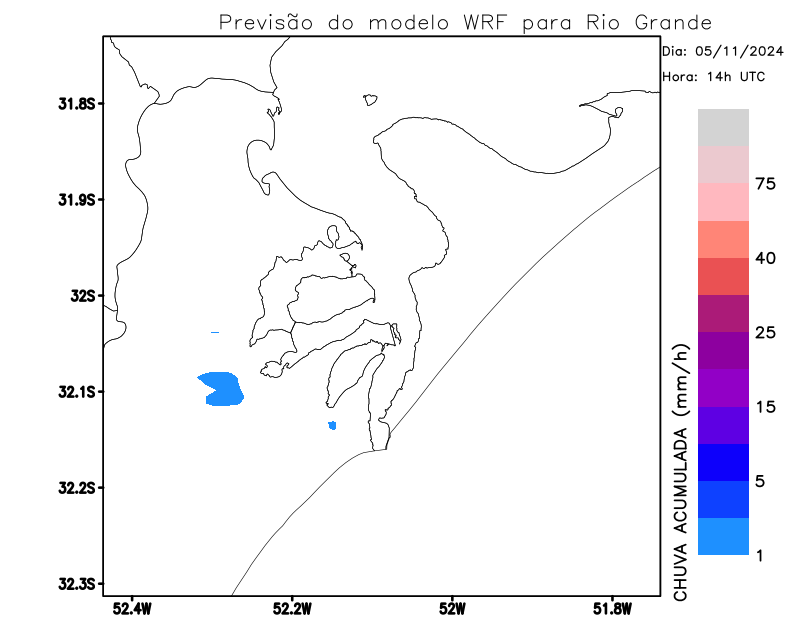 Previsão do modelo WRF para Rio Grande
Dia: 05/11/2024
Hora: 14h UTC
31.8S
31.9S
32S
32.1S
32.2S
32.3S
52.4W
52.2W
52W
51.8W
75
40
25
15
5
1
CHUVA ACUMULADA (mm/h)